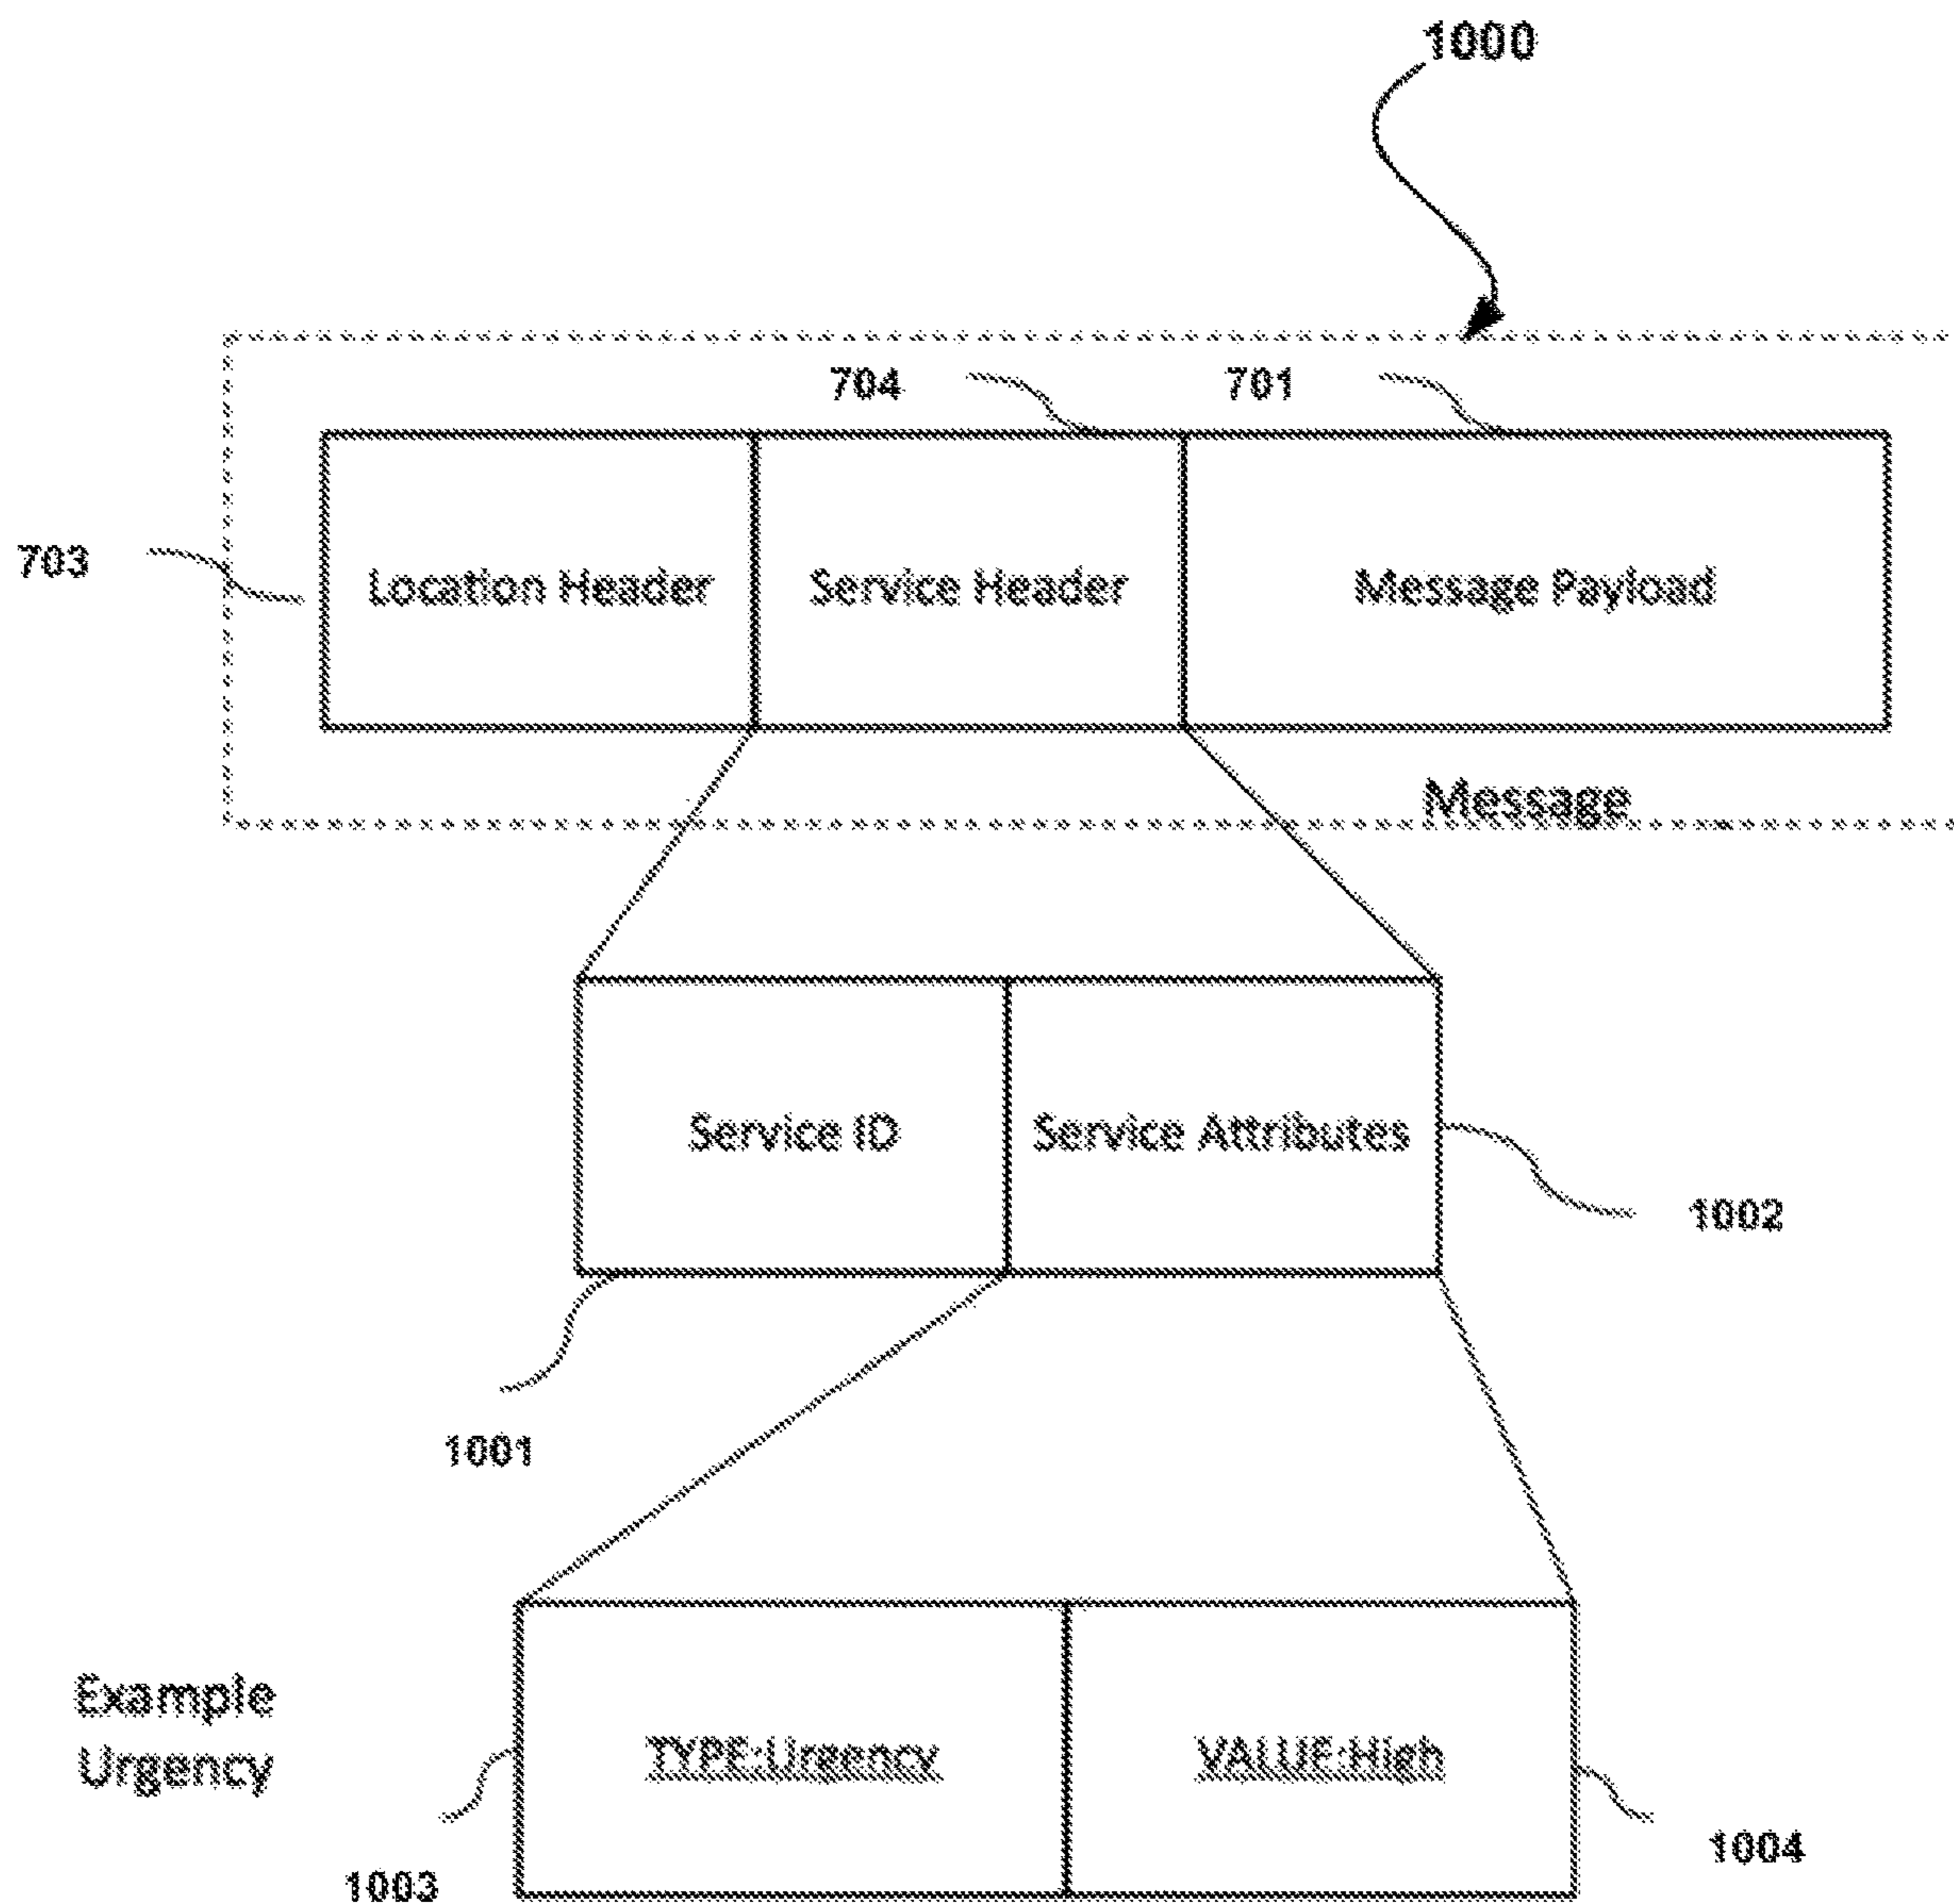 1000
704
701
703
Location Header
Service Header
Message Payload
Message
Service ID
Service Attributes
1002
1001
Example
Urgency
TYPE:Urgency
VALUE:High
1003
1004